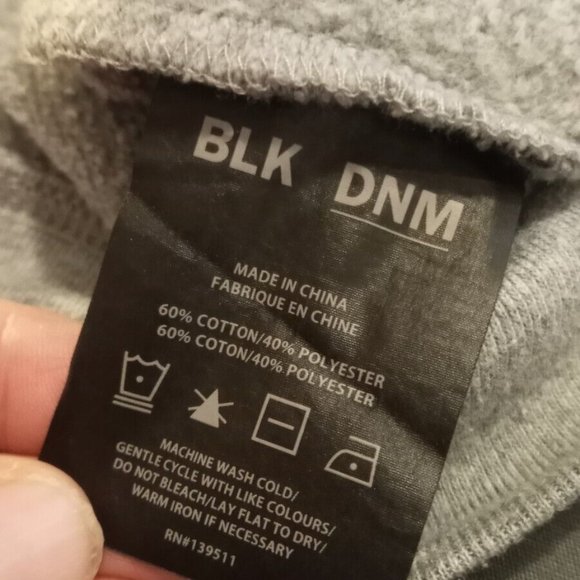 BLK DNM
MADE IN CHINA
FABRIQUE EN CHINE
60% COTTON/40% POLYESTER
60% COTON/40% POLYESTER
MACHINE WASH COLD/
GENTLE CYCLE WITH LIKE COLOURS/
DO NOT BLEACH/LAY FLAT TO DRY/
WARM IRON IF NECESSARY
RN#139511